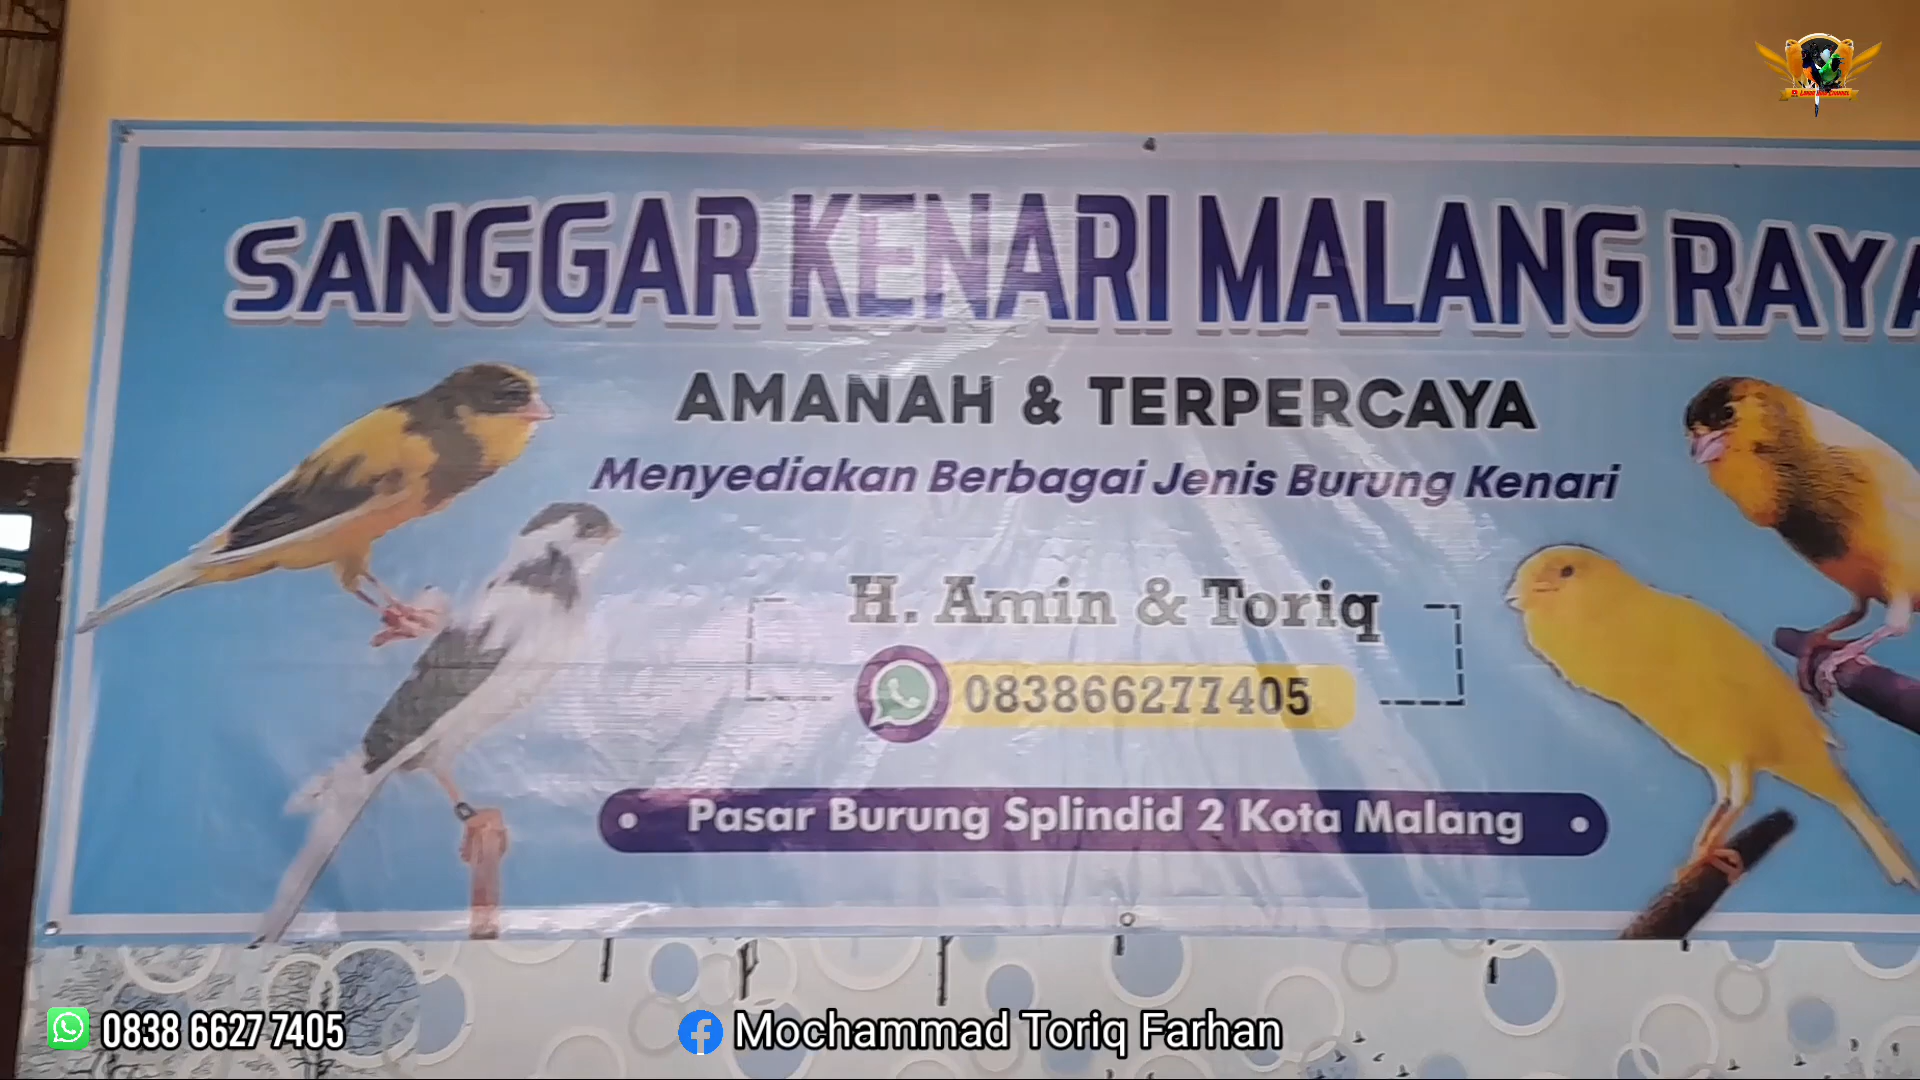 SANGGAR KENARI MALANG RAYA
AMANAH & TERPERCAYA
Menyediakan Berbagai Jenis Burung Kenari
H. Amin & Toriq
083866277405
Pasar Burung Splindid 2 Kota Malang
0838 6627 7405
Mochammad Toriq Farhan